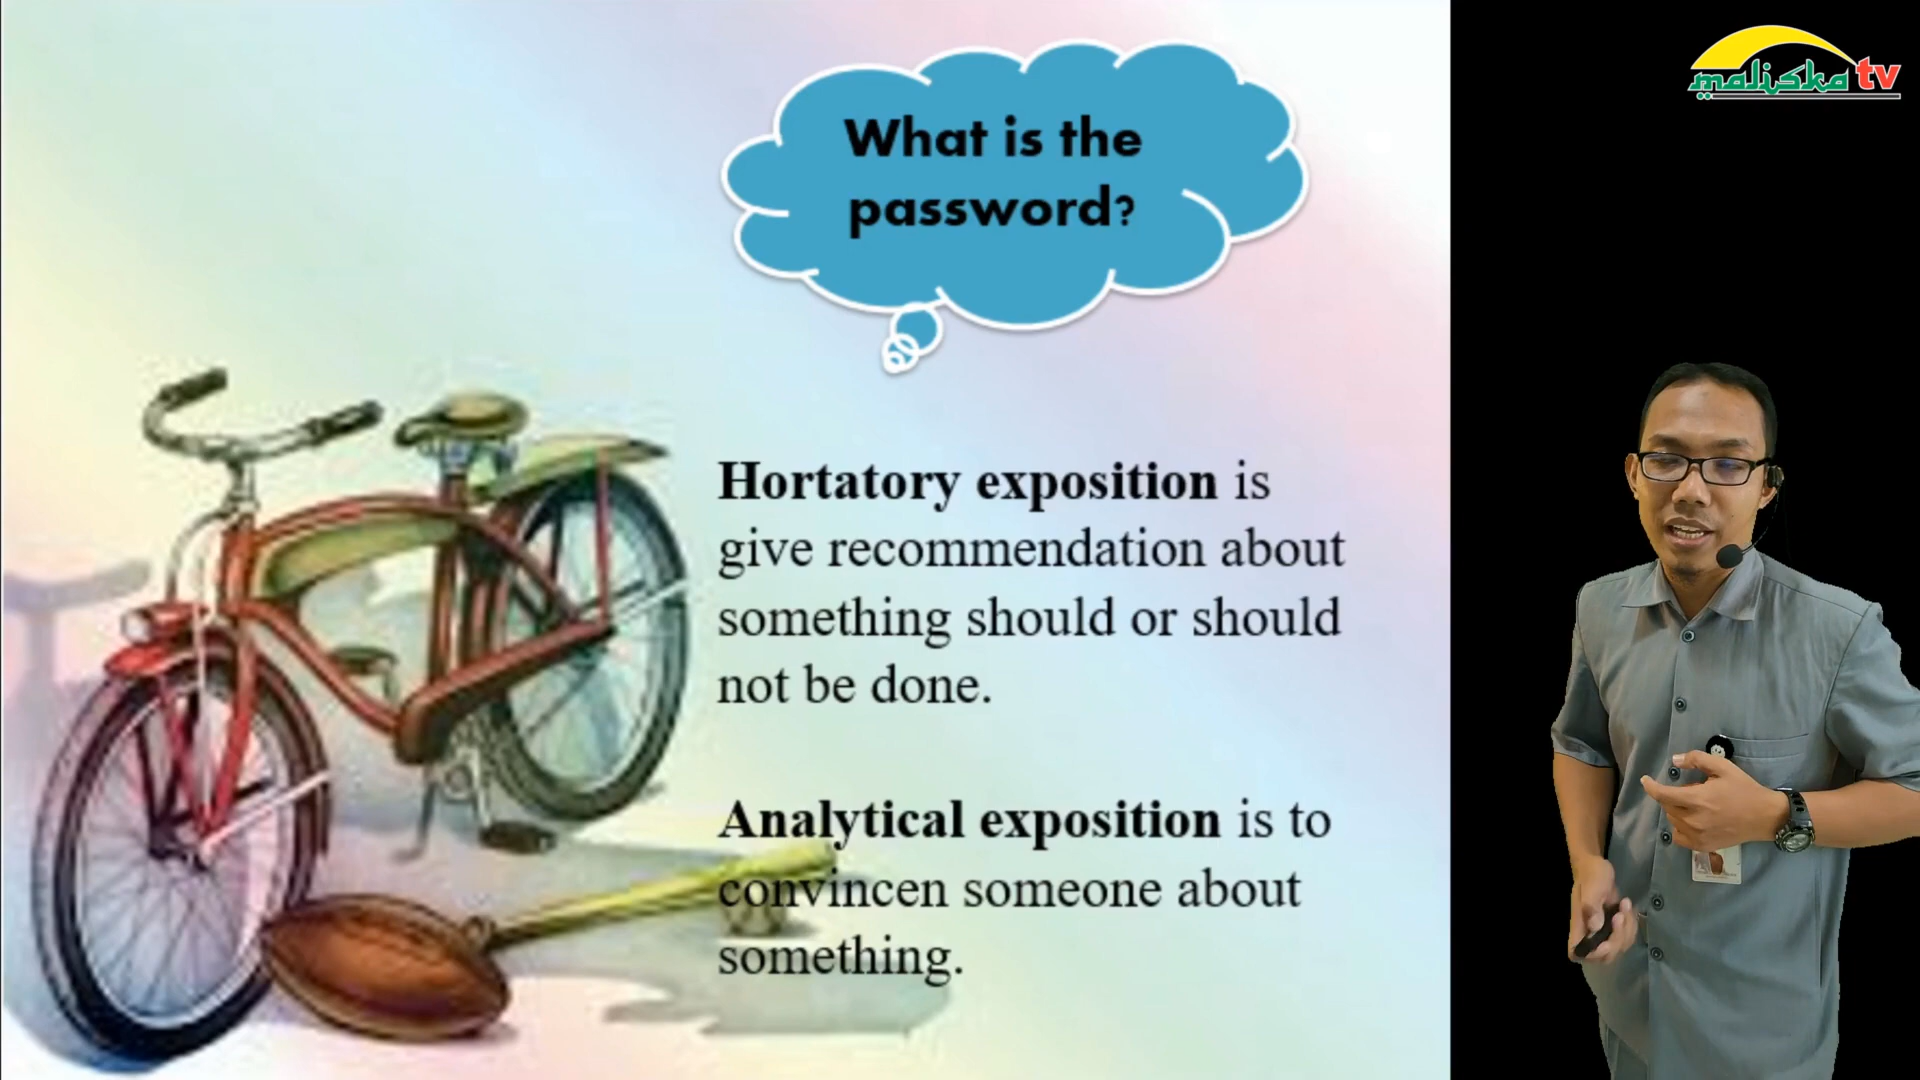 What is the
password?
maliska tv
Hortatory exposition is
give recommendation about
something should or should
not be done.
Analytical exposition is to
convincen someone about
something.